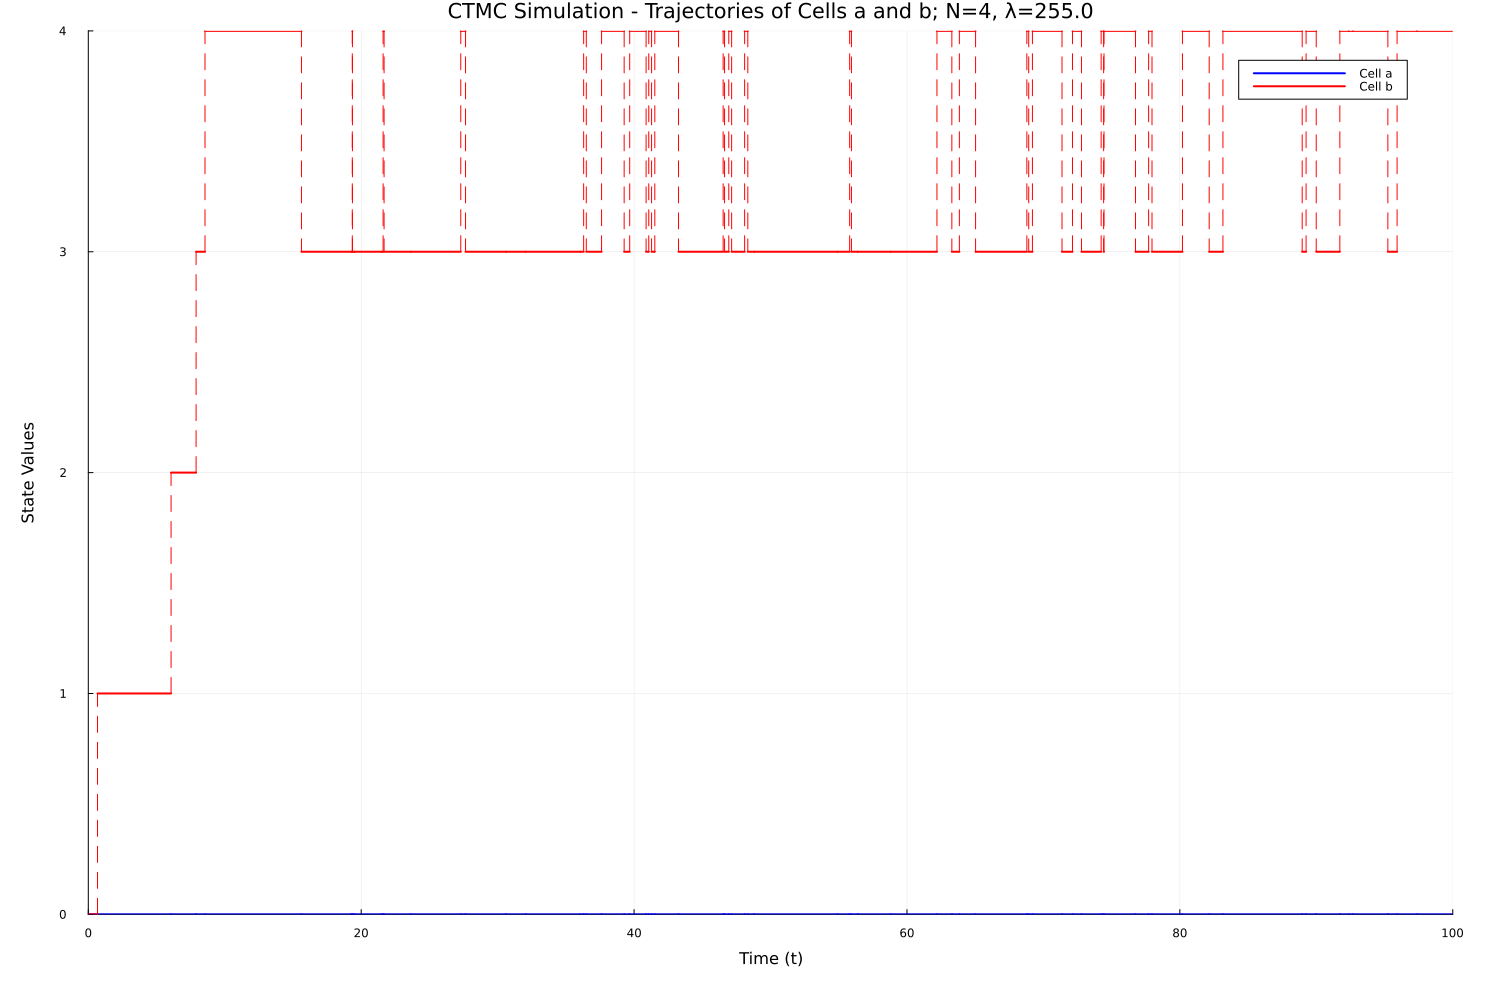 CTMC Simulation - Trajectories of Cells a and b; N=4, λ=255.0
4
Cell a
Cell b
3
State Values
2
1
0
0 20 40 60 80 100
Time (t)